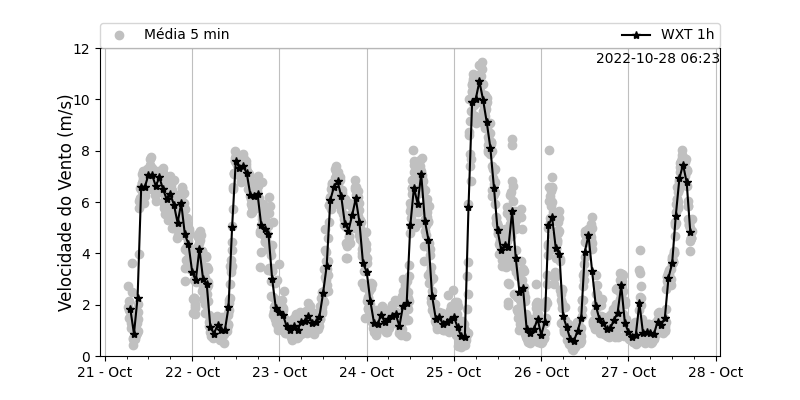 Média 5 min
WXT 1h
2022-10-28 06:23
Velocidade do Vento (m/s)
12
10
8
6
4
2
0
21 - Oct
22 - Oct
23 - Oct
24 - Oct
25 - Oct
26 - Oct
27 - Oct
28 - Oct